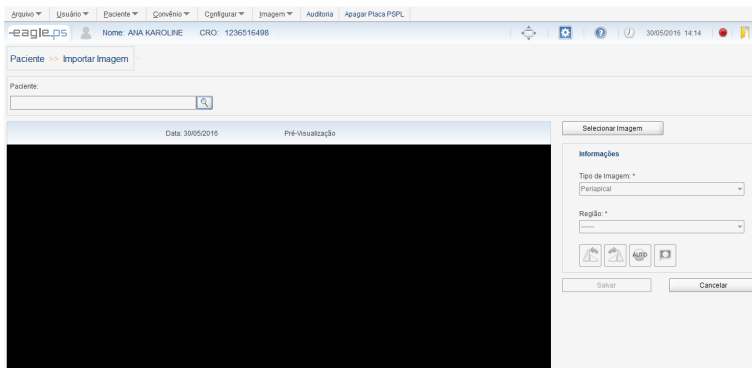 Arquivo Usuário Paciente Convênio Configurar Imagem Auditoria Apagar Placa PSPL
eagle.ps Nome: ANA KAROLINE CRO: 1236516498 30/05/2016 14:14
Paciente >> Importar Imagem
Paciente:
Data: 30/05/2016 Pré-Visualização
Selecionar Imagem
Informações
Tipo de Imagem: *
Periapical
Região: *
-----
AUTO
Salvar Cancelar